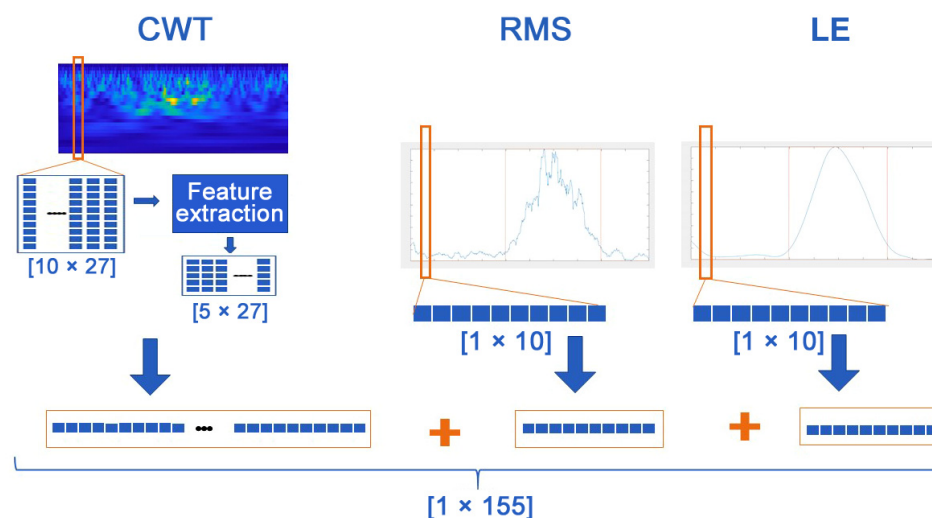 CWT
RMS
LE
Feature
extraction
[10 × 27]
[5 × 27]
[1 × 10]
[1 × 10]
[1 × 155]